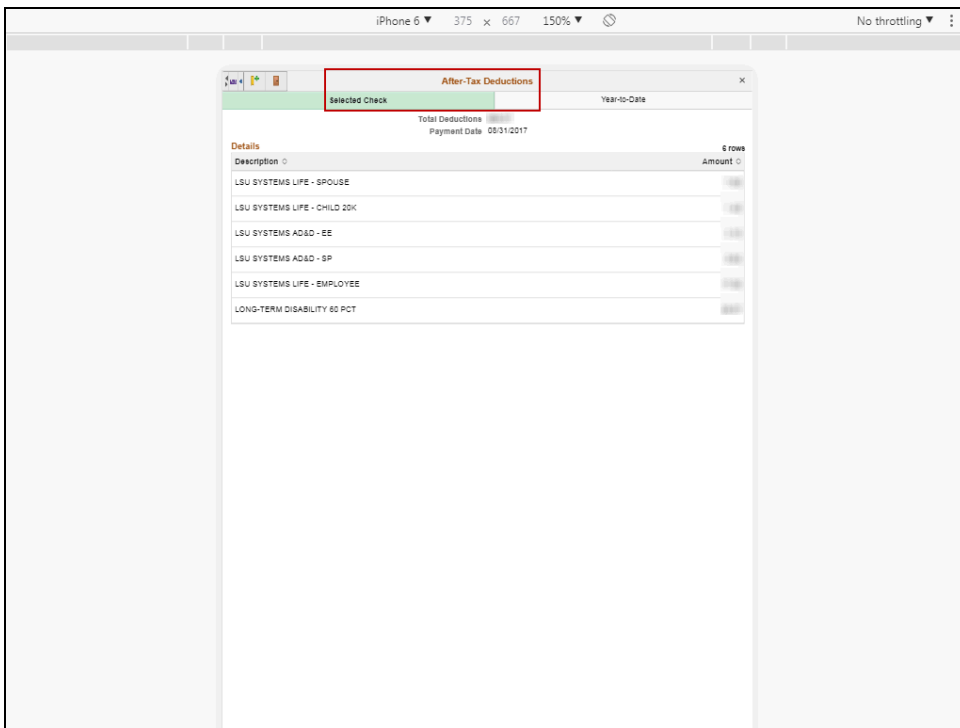 iPhone 6 ▼ 375 × 667 150% ▼ No throttling ▼
After-Tax Deductions ×
Selected Check Year-to-Date
Total Deductions
Payment Date 08/31/2017
Details 6 rows
Description Amount
LSU SYSTEMS LIFE - SPOUSE
LSU SYSTEMS LIFE - CHILD 20K
LSU SYSTEMS AD&D - EE
LSU SYSTEMS AD&D - SP
LSU SYSTEMS LIFE - EMPLOYEE
LONG-TERM DISABILITY 60 PCT